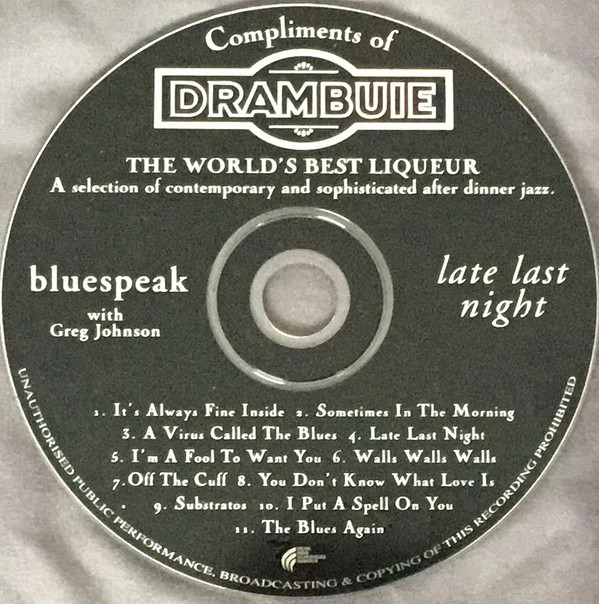 Compliments of
DRAMBUIE
THE WORLD'S BEST LIQUEUR
A selection of contemporary and sophisticated after dinner jazz.
bluespeak
with
Greg Johnson
late last
night
1. It's Always Fine Inside 2. Sometimes In The Morning
3. A Virus Called The Blues 4. Late Last Night
5. I'm A Fool To Want You 6. Walls Walls Walls
7. Off The Cuff 8. You Don't Know What Love Is
9. Substratos 10. I Put A Spell On You
11. The Blues Again
UNAUTHORISED PUBLIC PERFORMANCE, BROADCASTING & COPYING OF THIS RECORDING PROHIBITED